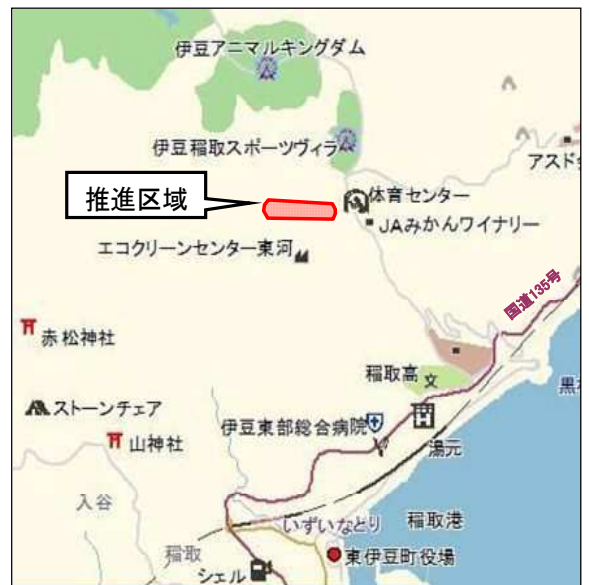 伊豆アニマルキングダム
伊豆稲取スポーツヴィラ
アスド
推進区域
体育センター
JAみかんワイナリー
エコクリーンセンター東河
国道135号
赤松神社
稲取高
文
黒
ストーンチェア
伊豆東部総合病院
H
山神社
湯元
入谷
いずいなとり
稲取港
稲取
東伊豆町役場
シェル